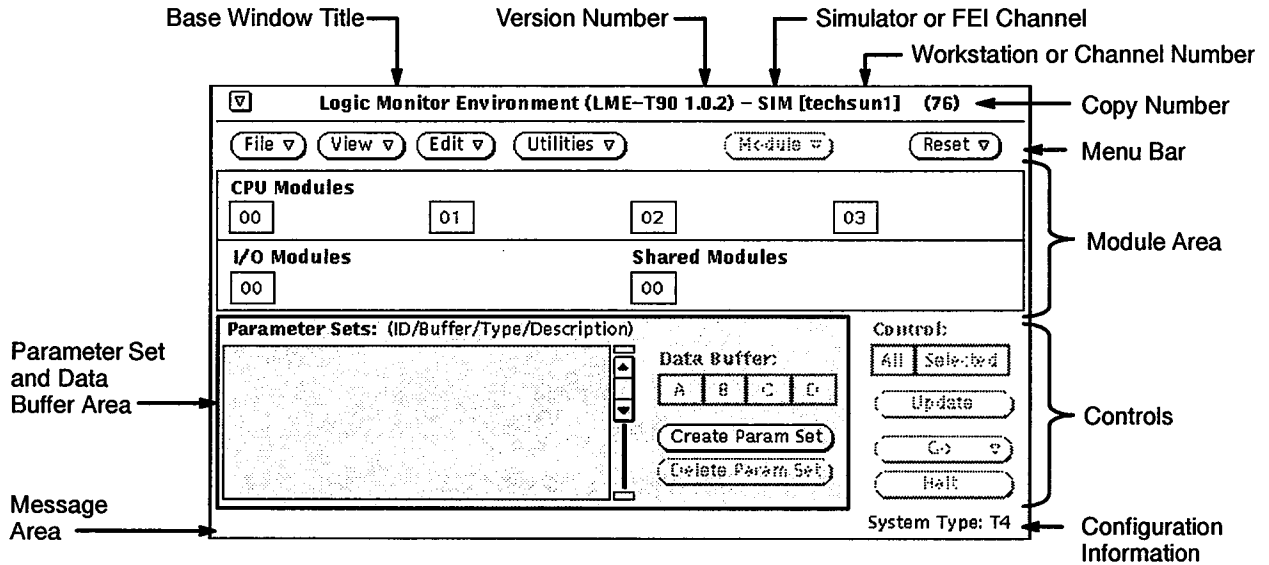 Base Window Title
Version Number
Simulator or FEI Channel
Workstation or Channel Number
Logic Monitor Environment (LME-T90 1.0.2) – SIM [techsun1] (76)
Copy Number
File View Edit Utilities Module Reset
Menu Bar
CPU Modules
00 01 02 03
Module Area
I/O Modules Shared Modules
00 00
Parameter Sets: (ID/Buffer/Type/Description)
Control:
Parameter Set
and Data
Buffer Area
Data Buffer:
All Selected
A B C D
Update
Controls
Create Param Set
Go
Delete Param Set
Halt
Message
Area
System Type: T4
Configuration
Information